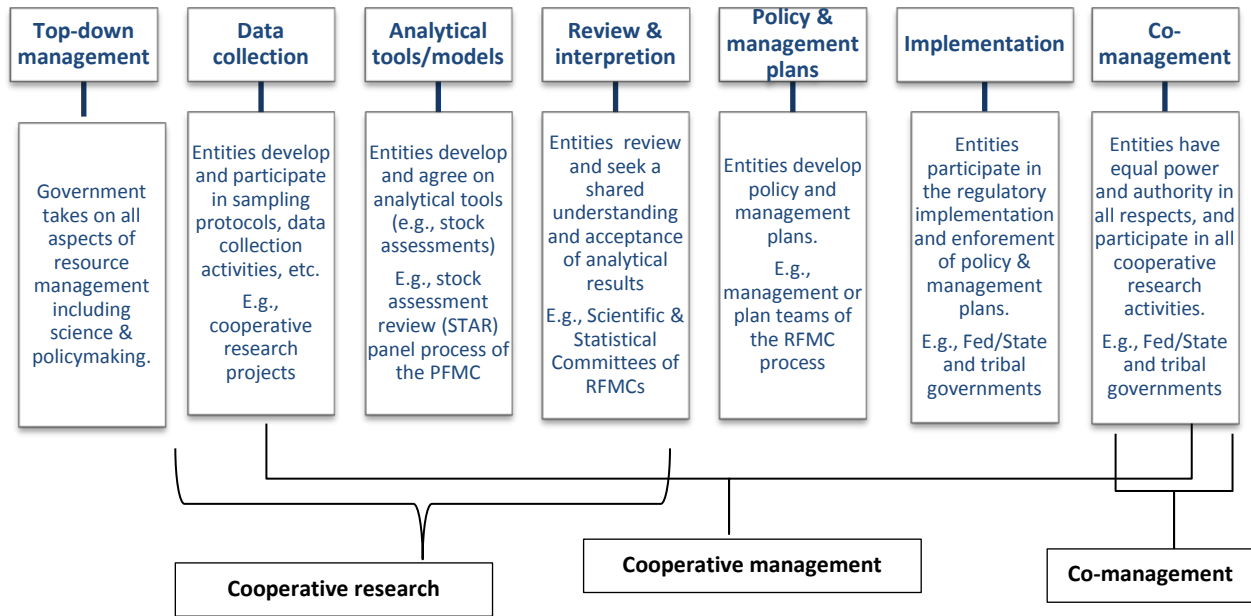 Top-down
management
Data
collection
Analytical
tools/models
Review &
interpretion
Policy &
management
plans
Implementation
Co-
management
Government
takes on all
aspects of
resource
management
including
science &
policymaking.
Entities develop
and participate
in sampling
protocols, data
collection
activities, etc.
E.g.,
cooperative
research
projects
Entities develop
and agree on
analytical tools
(e.g., stock
assessments)
E.g., stock
assessment
review (STAR)
panel process of
the PFMC
Entities review
and seek a
shared
understanding
and acceptance
of analytical
results
E.g., Scientific &
Statistical
Committees of
RFMCs
Entities develop
policy and
management
plans.
E.g.,
management or
plan teams of
the RFMC
process
Entities
participate in
the regulatory
implementation
and enforement
of policy &
management
plans.
E.g., Fed/State
and tribal
governments
Entities have
equal power
and authority in
all respects, and
participate in all
cooperative
research
activities.
E.g., Fed/State
and tribal
governments
Cooperative research
Cooperative management
Co-management